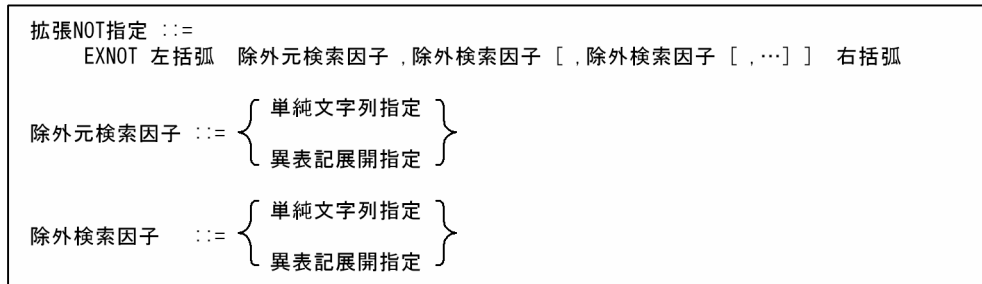 拡張NOT指定 ::=
EXNOT 左括弧 除外元検索因子 ,除外検索因子 [ ,除外検索因子 [ ,…] ] 右括弧
単純文字列指定
除外元検索因子 ::=
異表記展開指定
単純文字列指定
除外検索因子 ::=
異表記展開指定